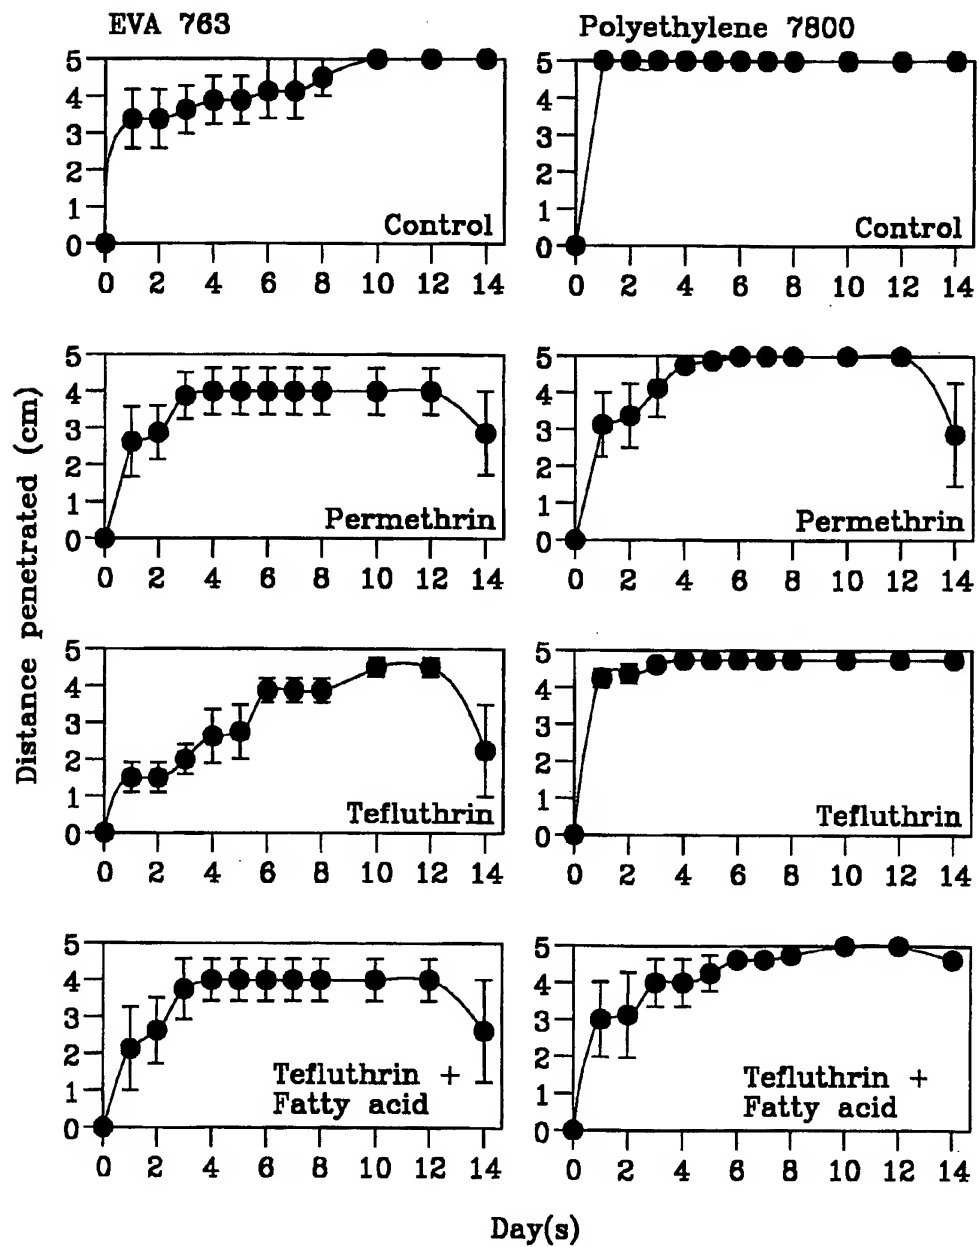 EVA 763
Polyethylene 7800
5
4
3
2
1
0
Control
0 2 4 6 8 10 12 14
5
4
3
2
1
0
Control
0 2 4 6 8 10 12 14
Distance penetrated (cm)
5
4
3
2
1
0
Permethrin
0 2 4 6 8 10 12 14
5
4
3
2
1
0
Permethrin
0 2 4 6 8 10 12 14
5
4
3
2
1
0
Tefluthrin
0 2 4 6 8 10 12 14
5
4
3
2
1
0
Tefluthrin
0 2 4 6 8 10 12 14
5
4
3
2
1
0
Tefluthrin +
Fatty acid
0 2 4 6 8 10 12 14
5
4
3
2
1
0
Tefluthrin +
Fatty acid
0 2 4 6 8 10 12 14
Day(s)